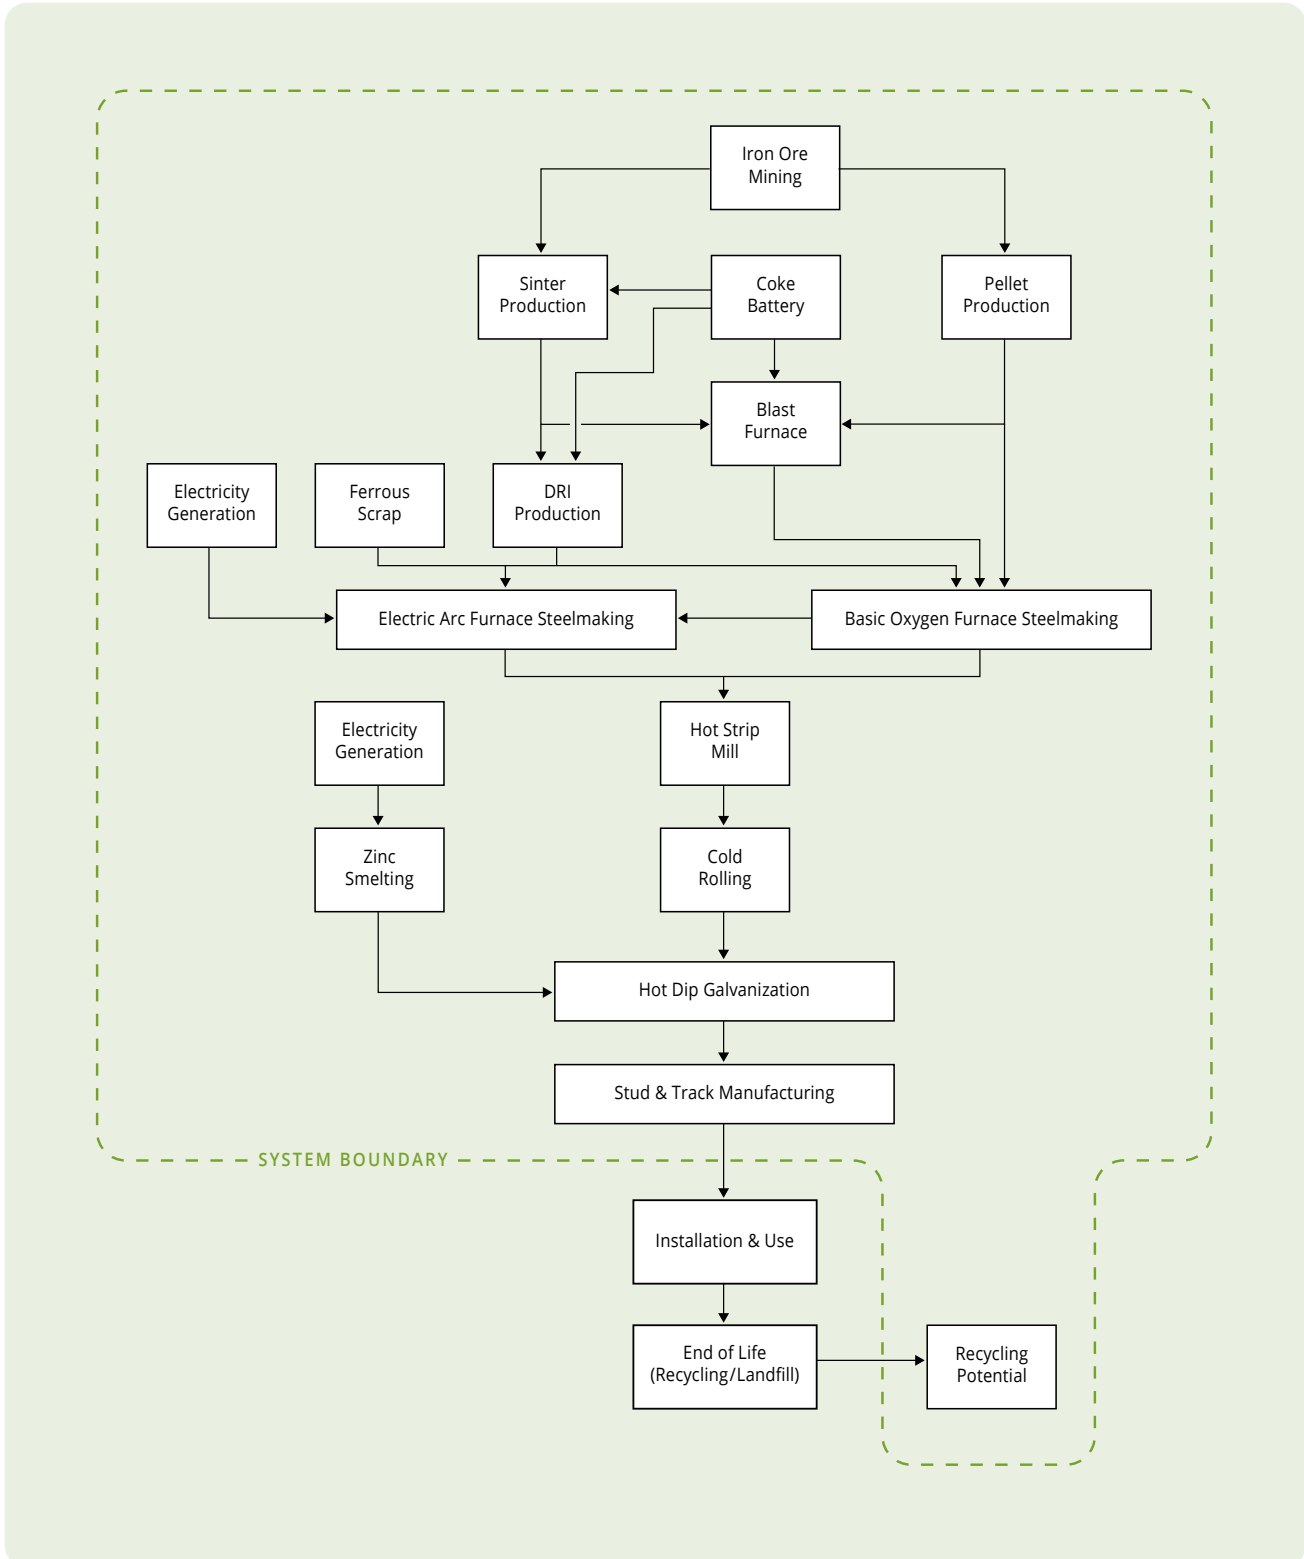 Iron Ore
Mining
Sinter
Production
Coke
Battery
Pellet
Production
Blast
Furnace
Electricity
Generation
Ferrous
Scrap
DRI
Production
Electric Arc Furnace Steelmaking
Basic Oxygen Furnace Steelmaking
Electricity
Generation
Hot Strip
Mill
Zinc
Smelting
Cold
Rolling
Hot Dip Galvanization
Stud & Track Manufacturing
SYSTEM BOUNDARY
Installation & Use
End of Life
(Recycling/Landfill)
Recycling
Potential